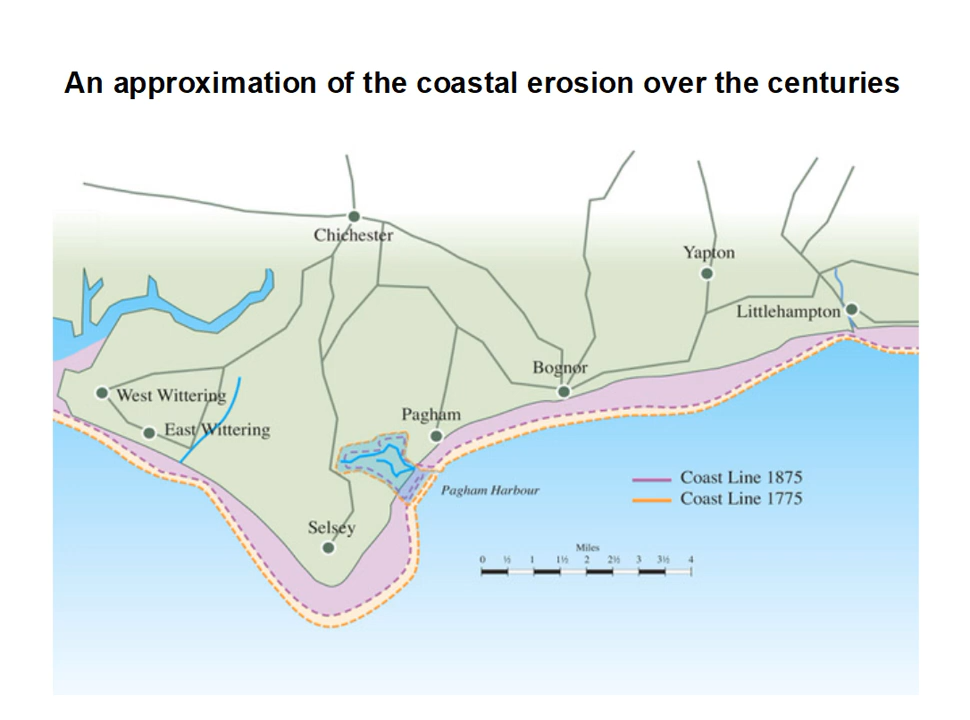 An approximation of the coastal erosion over the centuries
Chichester
Yapton
Littlehampton
Bognor
West Wittering
East Wittering
Pagham
Pagham Harbour
Coast Line 1875
Coast Line 1775
Selsey
Miles
0 ½ 1 1½ 2 2½ 3 3½ 4